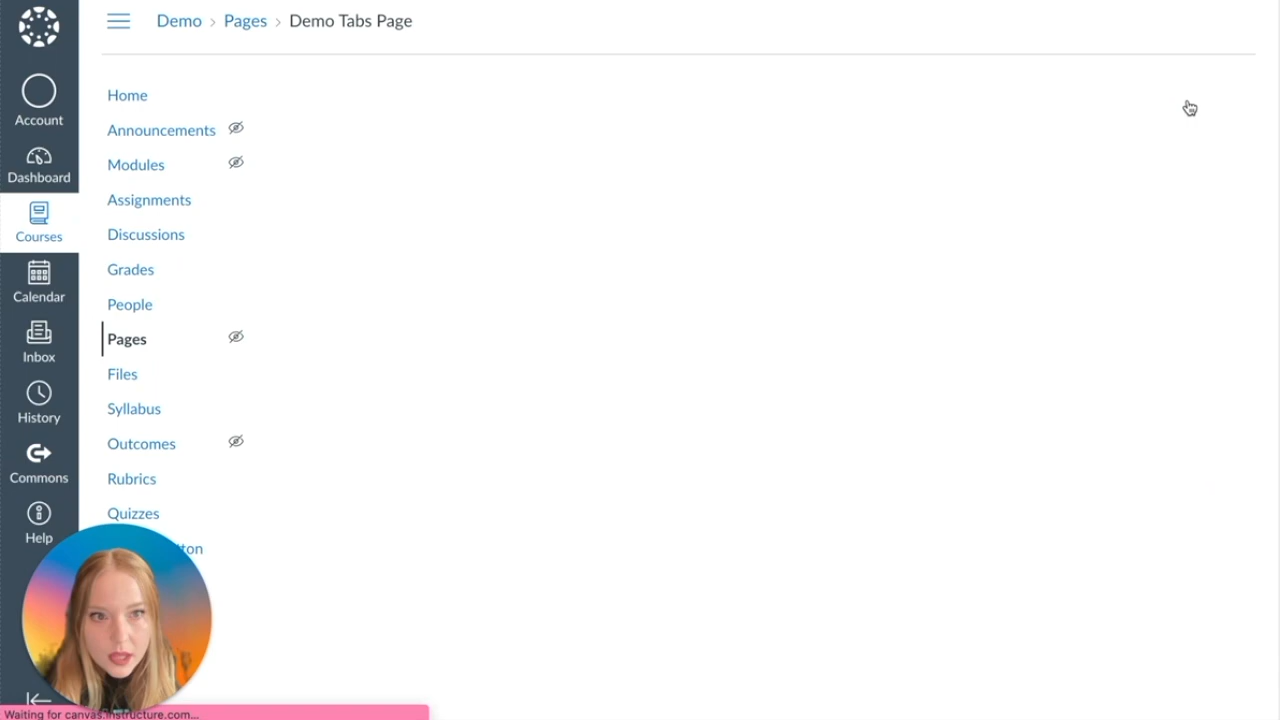 Demo > Pages > Demo Tabs Page
Account
Dashboard
Courses
Calendar
Inbox
History
Commons
Help
Home
Announcements
Modules
Assignments
Discussions
Grades
People
Pages
Files
Syllabus
Outcomes
Rubrics
Quizzes
Waiting for canvas.instructure.com...